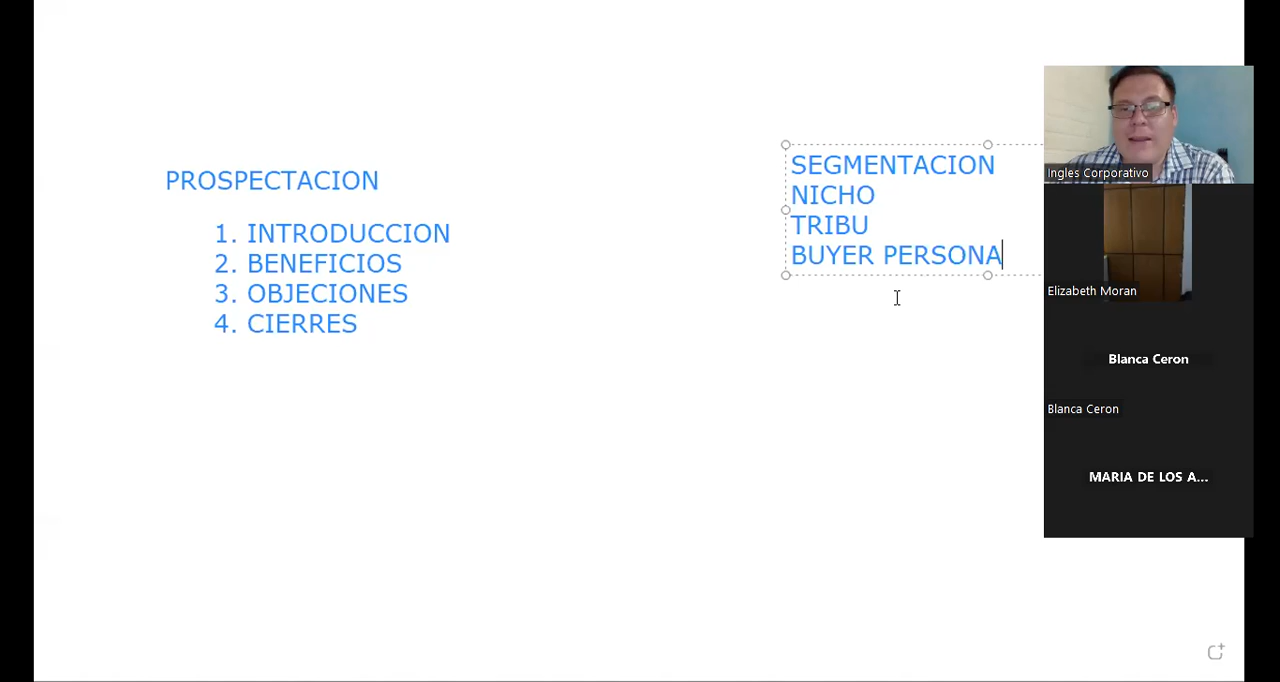 PROSPECTACION
1. INTRODUCCION
2. BENEFICIOS
3. OBJECIONES
4. CIERRES
SEGMENTACION
NICHO
TRIBU
BUYER PERSONA
Ingles Corporativo
Elizabeth Moran
Blanca Ceron
Blanca Ceron
MARIA DE LOS A...